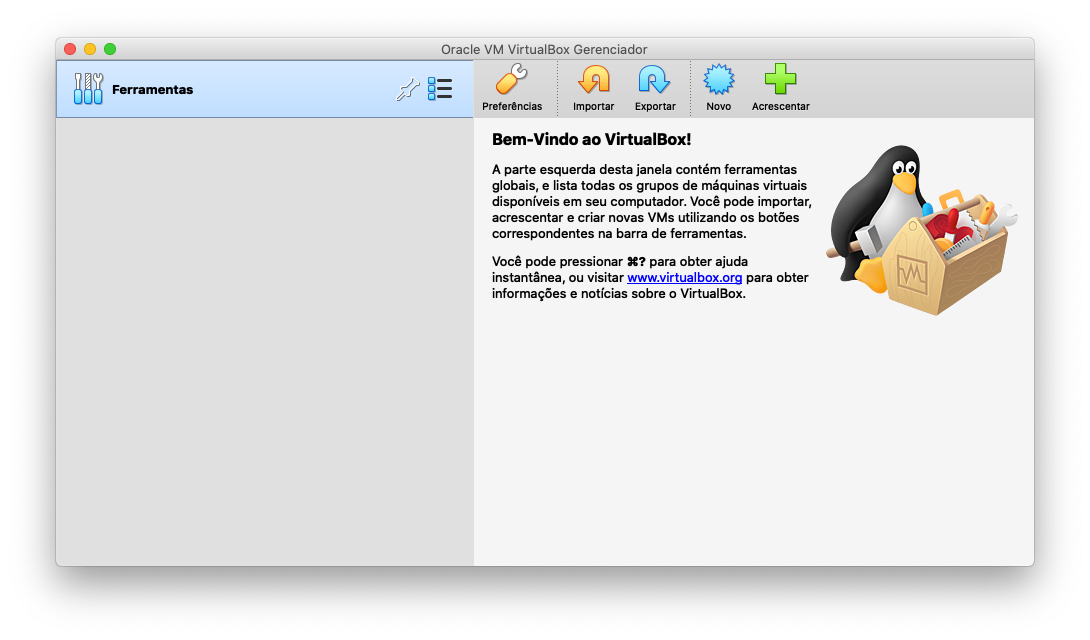 Oracle VM VirtualBox Gerenciador
Ferramentas
Preferências
Importar
Exportar
Novo
Acrescentar
Bem-Vindo ao VirtualBox!
A parte esquerda desta janela contém ferramentas
globais, e lista todas os grupos de máquinas virtuais
disponíveis em seu computador. Você pode importar,
acrescentar e criar novas VMs utilizando os botões
correspondentes na barra de ferramentas.
Você pode pressionar ⌘? para obter ajuda
instantânea, ou visitar www.virtualbox.org para obter
informações e notícias sobre o VirtualBox.